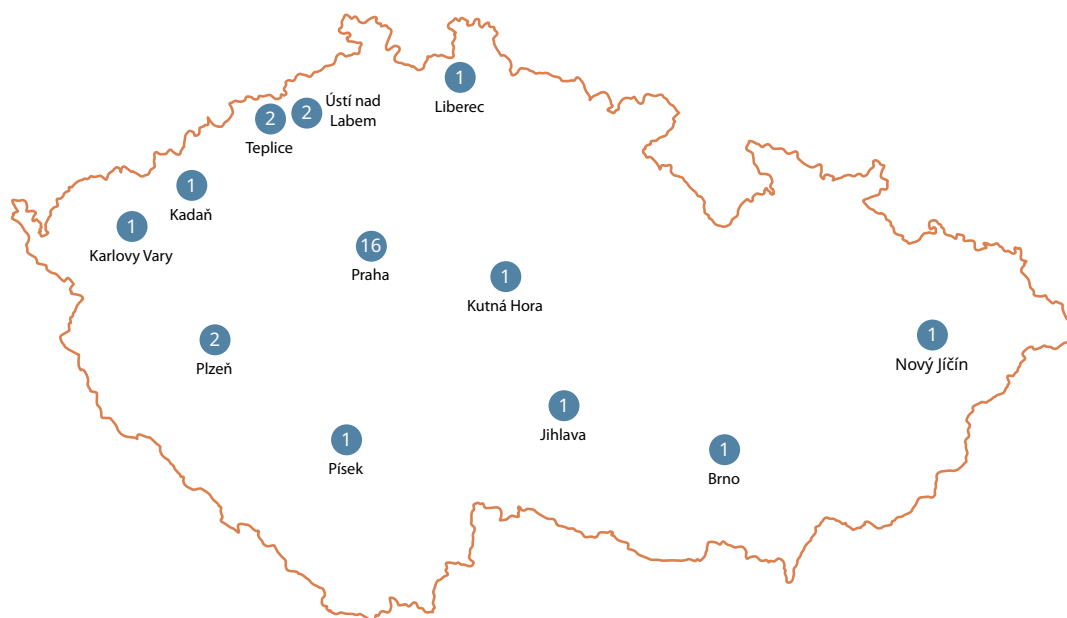 1
Liberec
2
Teplice
2
Ústí nad
Labem
1
Kadaň
1
Karlovy Vary
16
Praha
1
Kutná Hora
2
Plzeň
1
Nový Jíčín
1
Jihlava
1
Písek
1
Brno